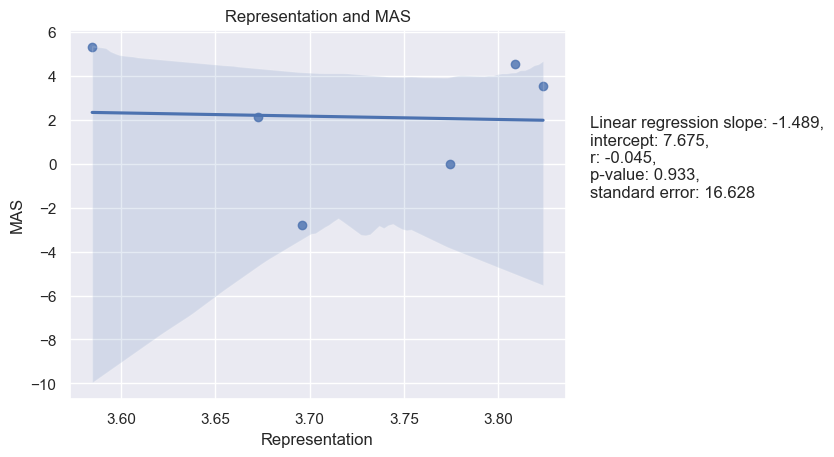 Representation and MAS
6
4
2
0
−2
−4
−6
−8
−10
MAS
3.60
3.65
3.70
3.75
3.80
Representation
Linear regression slope: -1.489,
intercept: 7.675,
r: -0.045,
p-value: 0.933,
standard error: 16.628